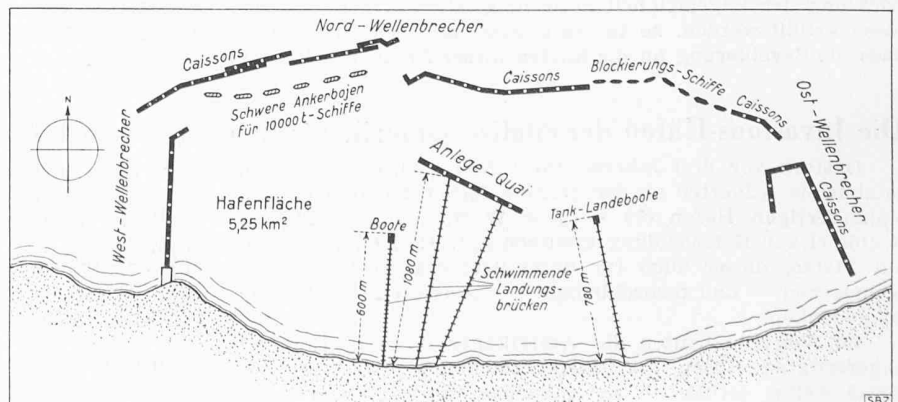 Nord-Wellenbrecher
Caissons
Schwere Ankerbojen
für 10000t-Schiffe
Caissons
Blockierungs-Schiffe
Caissons
Ost-Wellenbrecher
Caissons
N
West-Wellenbrecher
Hafenfläche
5,25 km²
Anlege-Quai
Boote
600 m
1080 m
Schwimmende
Landungs-
brücken
Tank-Landeboote
780 m
SBZ